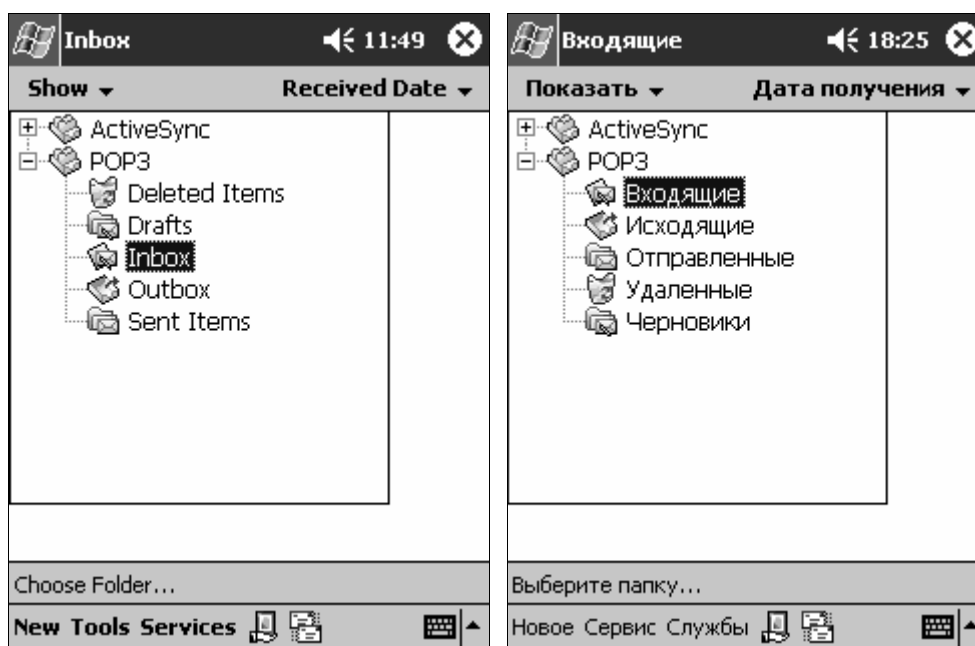 Inbox 11:49
Show Received Date
ActiveSync
POP3
Deleted Items
Drafts
Inbox
Outbox
Sent Items
Choose Folder...
New Tools Services
Входящие 18:25
Показать Дата получения
ActiveSync
POP3
Входящие
Исходящие
Отправленные
Удаленные
Черновики
Выберите папку...
Новое Сервис Службы